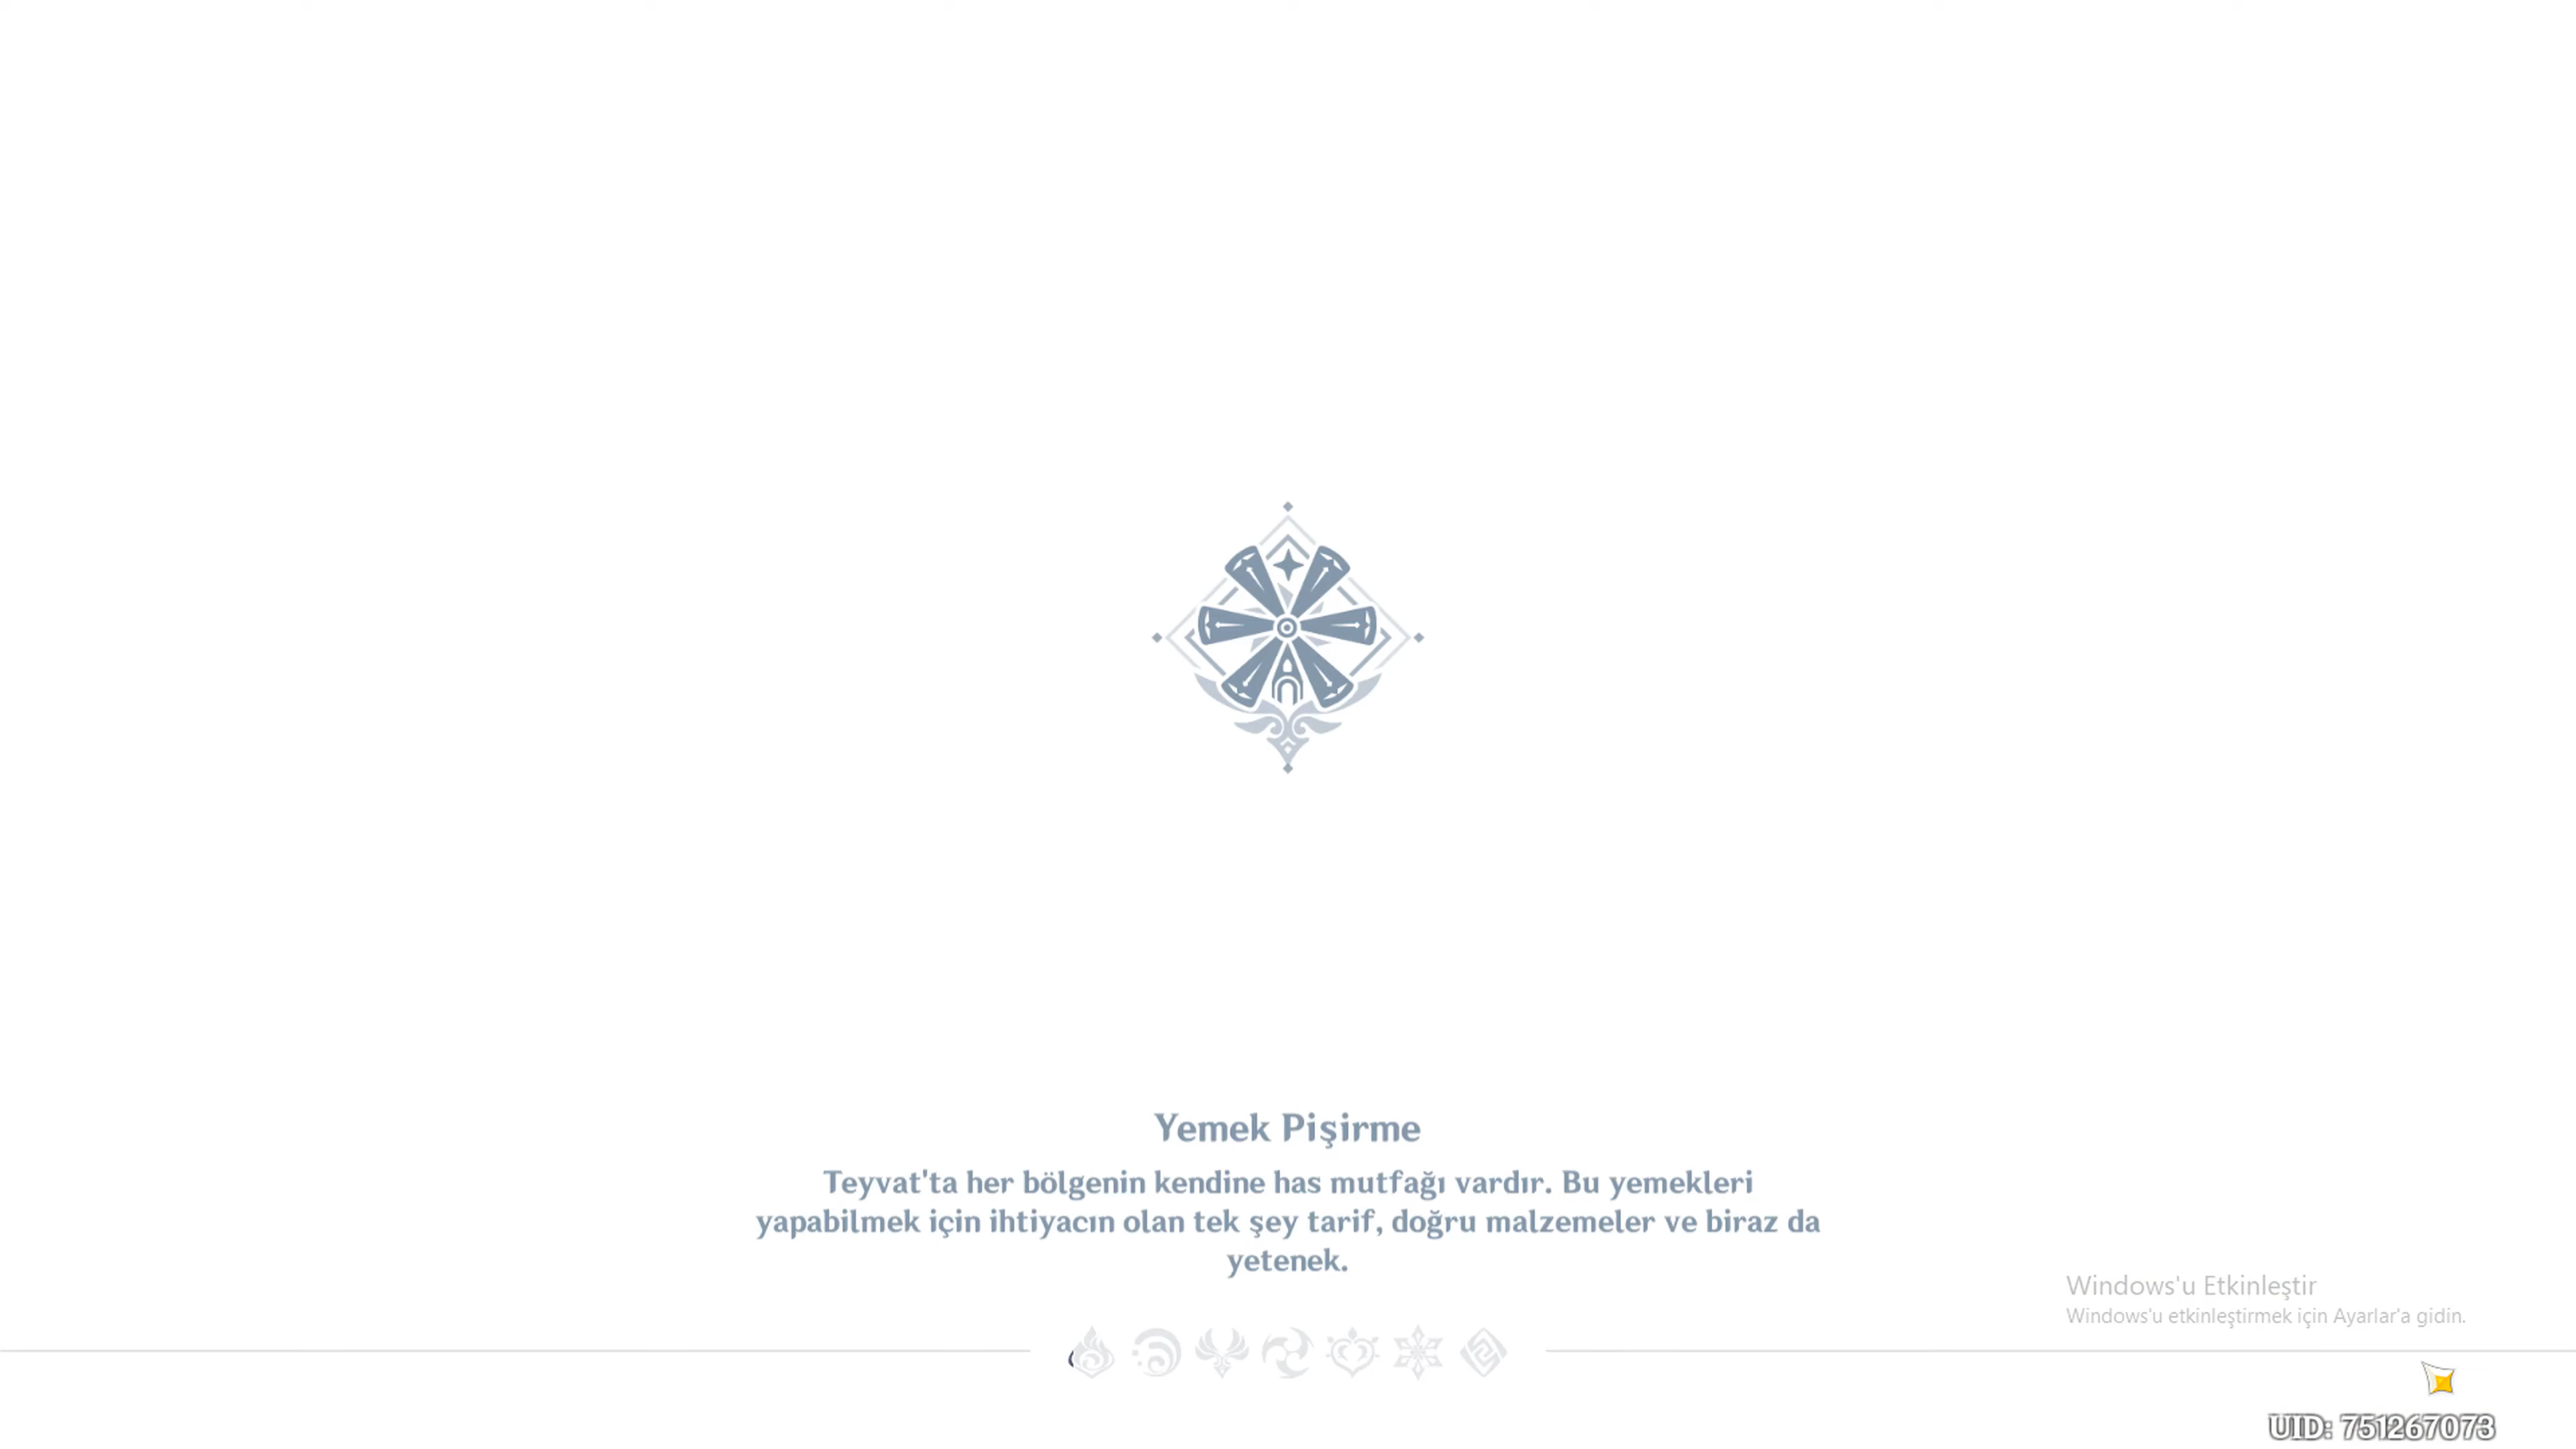 Yemek Pişirme
Teyvat'ta her bölgenin kendine has mutfağı vardır. Bu yemekleri
yapabilmek için ihtiyacın olan tek şey tarif, doğru malzemeler ve biraz da
yetenek.
Windows'u Etkinleştir
Windows'u etkinleştirmek için Ayarlar'a gidin.
UID: 751267073